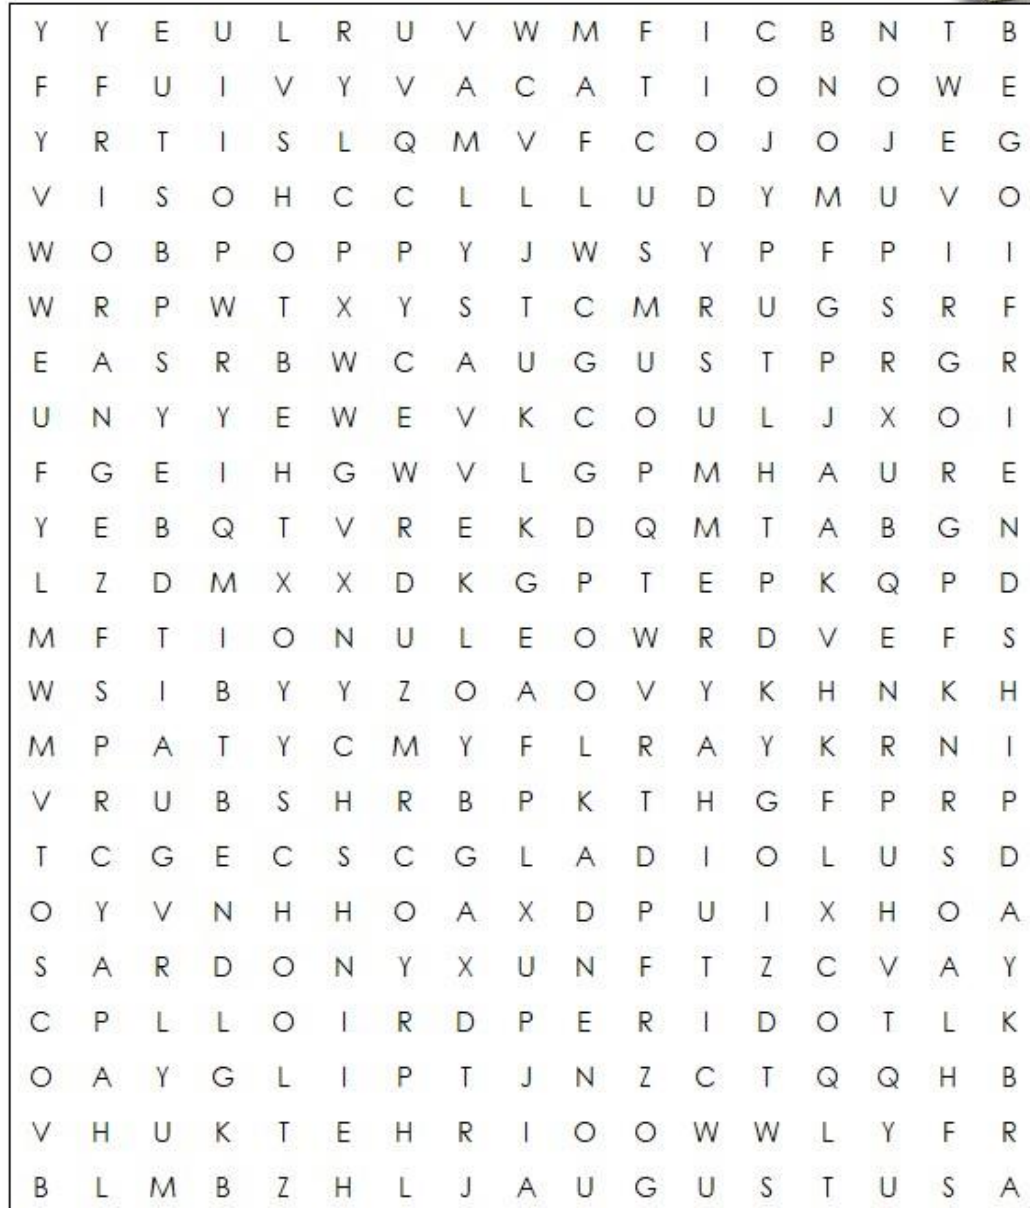 Y Y E U L R U V W M F I C B N T B
F F U I V Y V A C A T I O N O W E
Y R T I S L Q M V F C O J O J E G
V I S O H C C L L L U D Y M U V O
W O B P O P P Y J W S Y P F P I I
W R P W T X Y S T C M R U G S R F
E A S R B W C A U G U S T P R G R
U N Y Y E W E V K C O U L J X O I
F G E I H G W V L G P M H A U R E
Y E B Q T V R E K D Q M T A B G N
L Z D M X X D K G P T E P K Q P D
M F T I O N U L E O W R D V E F S
W S I B Y Y Z O A O V Y K H N K H
M P A T Y C M Y F L R A Y K R N I
V R U B S H R B P K T H G F P R P
T C G E C S C G L A D I O L U S D
O Y V N H H O A X D P U I X H O A
S A R D O N Y X U N F T Z C V A Y
C P L L O I R D P E R I D O T L K
O A Y G L I P T J N Z C T Q Q H B
V H U K T E H R I O O W W L Y F R
B L M B Z H L J A U G U S T U S A